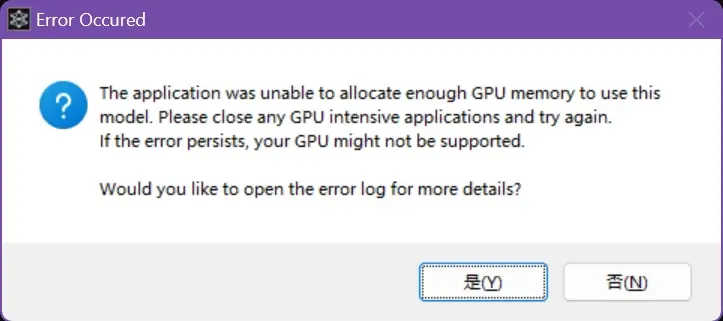 Error Occured
The application was unable to allocate enough GPU memory to use this
model. Please close any GPU intensive applications and try again.
If the error persists, your GPU might not be supported.
Would you like to open the error log for more details?
是(Y)
否(N)